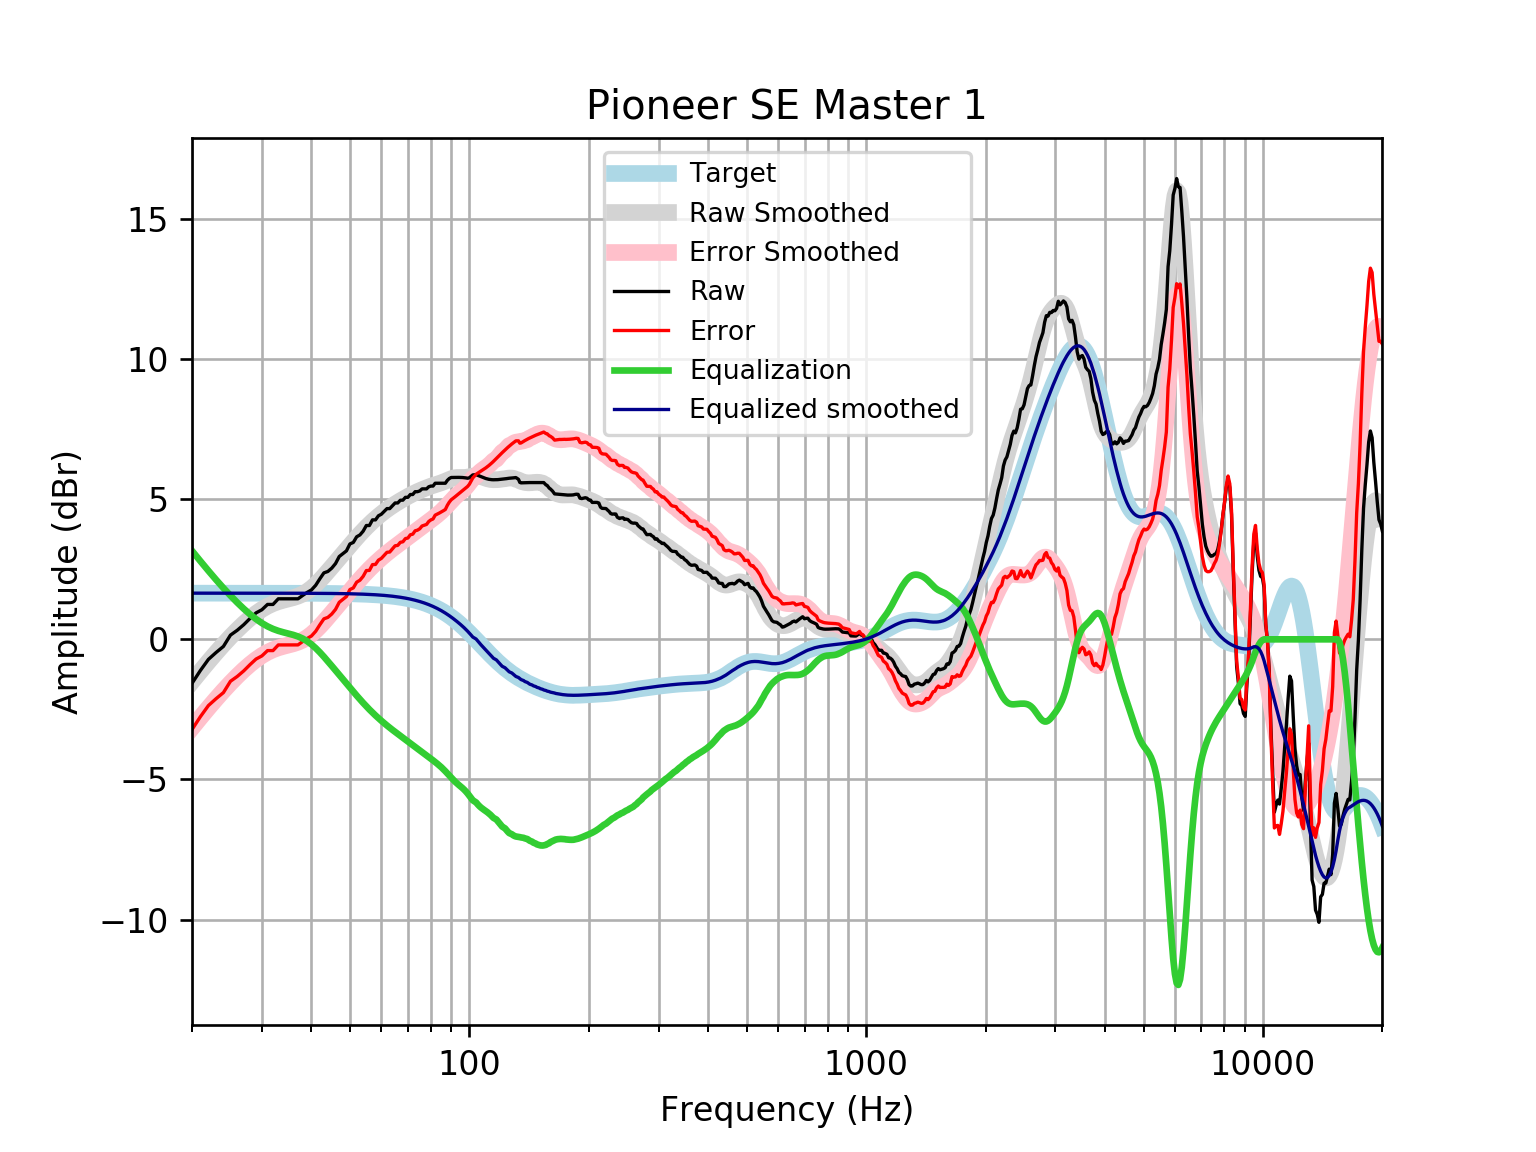 Pioneer SE Master 1
Target
Raw Smoothed
Error Smoothed
Raw
Error
Equalization
Equalized smoothed
15
10
5
0
−5
−10
Amplitude (dBr)
100 1000 10000
Frequency (Hz)